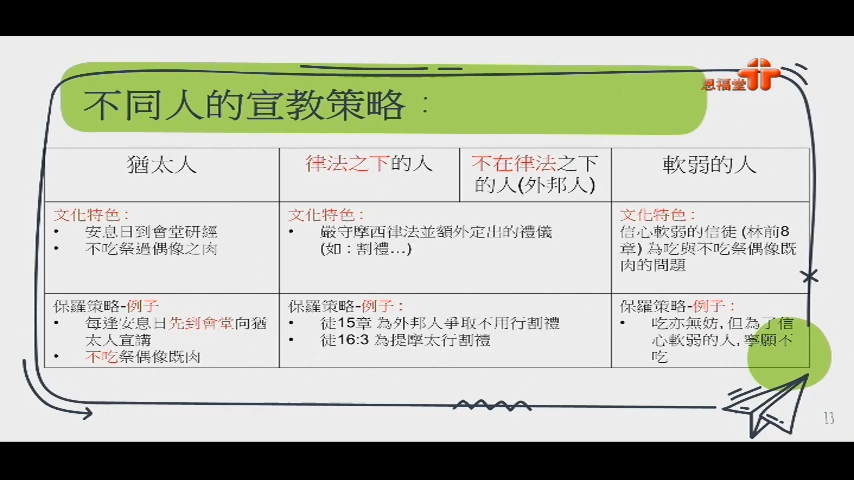 恩福堂
不同人的宣教策略：
猶太人
律法之下的人
不在律法之下
的人(外邦人)
軟弱的人
文化特色：
• 安息日到會堂研經
• 不吃祭過偶像之肉
文化特色：
• 嚴守摩西律法並額外定出的禮儀
(如：割禮…)
文化特色：
信心軟弱的信徒 (林前8
章) 為吃與不吃祭偶像既
肉的問題
保羅策略-例子
• 每逢安息日先到會堂向猶
太人宣講
• 不吃祭偶像既肉
保羅策略-例子：
• 徒15章 為外邦人爭取不用行割禮
• 徒16:3 為提摩太行割禮
保羅策略-例子：
• 吃亦無妨, 但為了信
心軟弱的人, 寧願不
吃
13